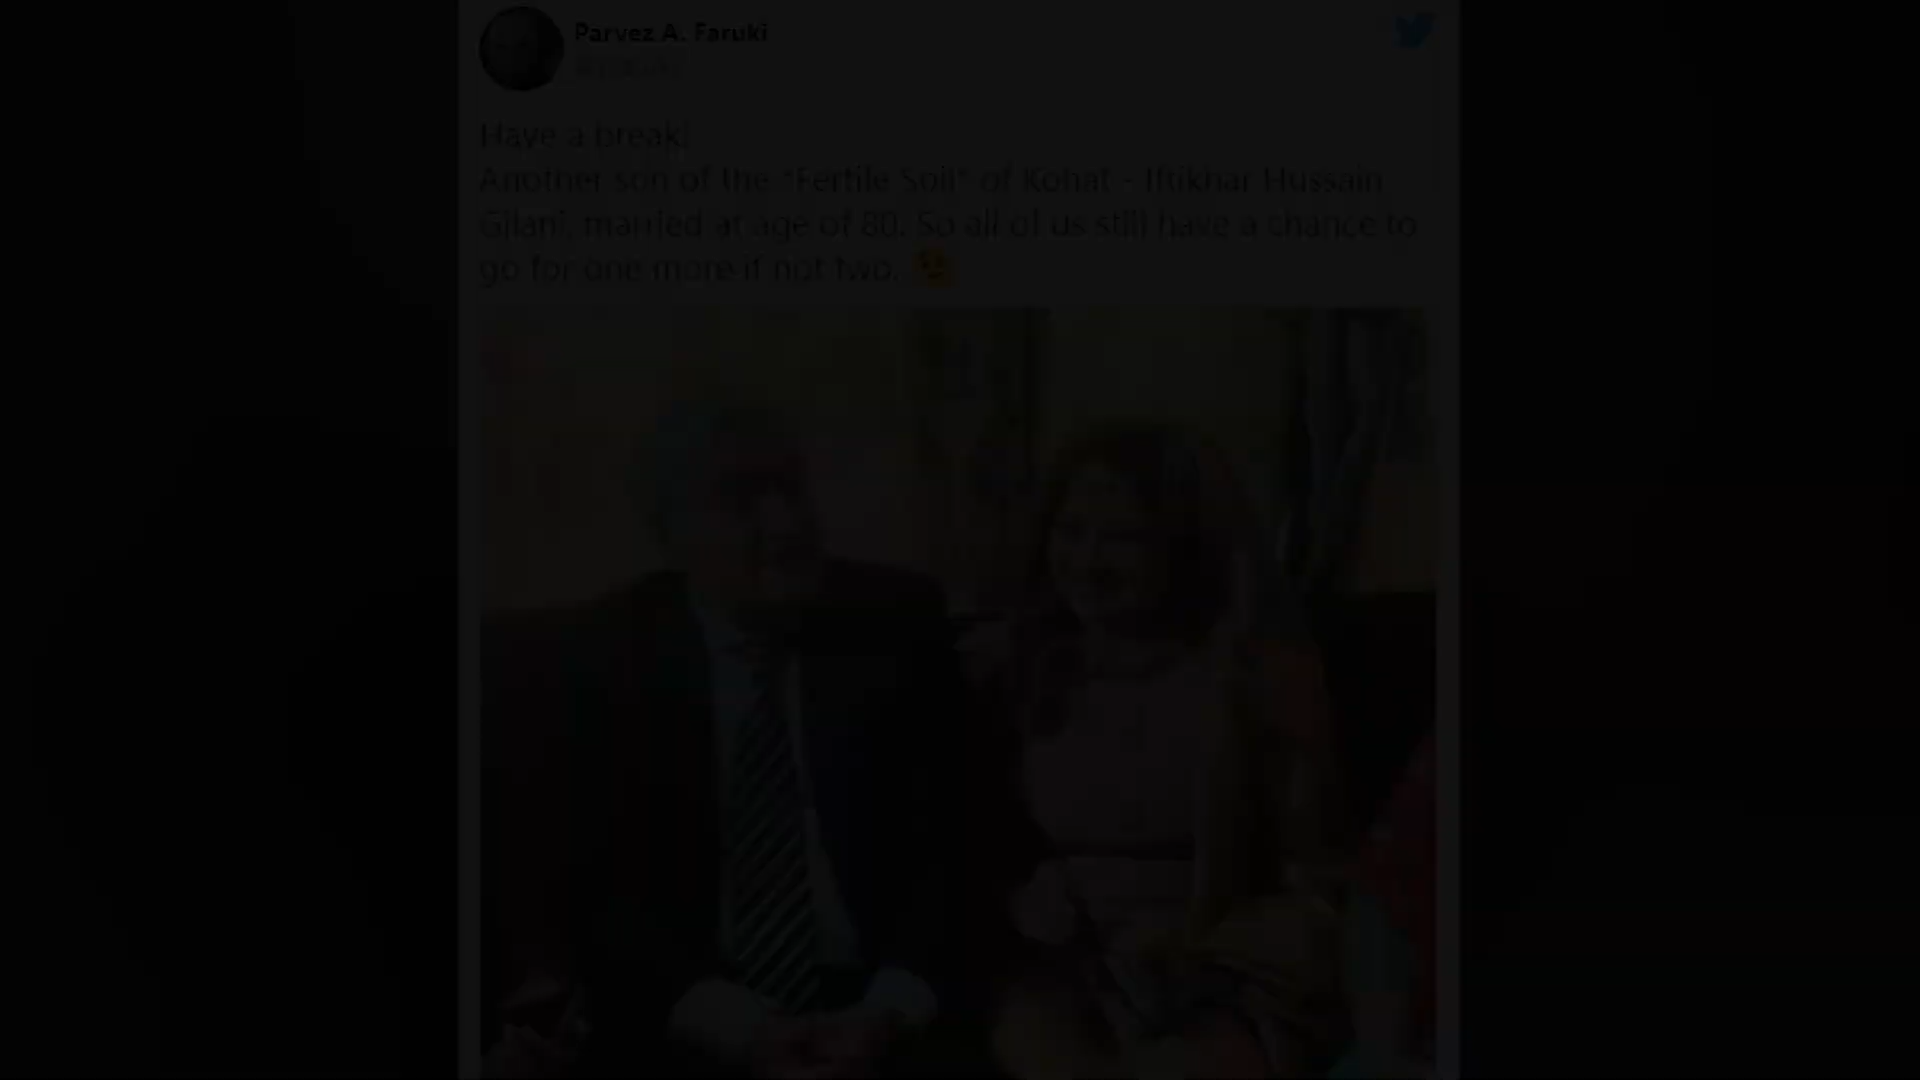 Parvez A. Faruki
Have a break!
Another son of the "Fertile Soil" of Kohat - Iftikhar Hussain
Gilani, married at age of 80. So all of us still have a chance to
go for one more if not two. 😉